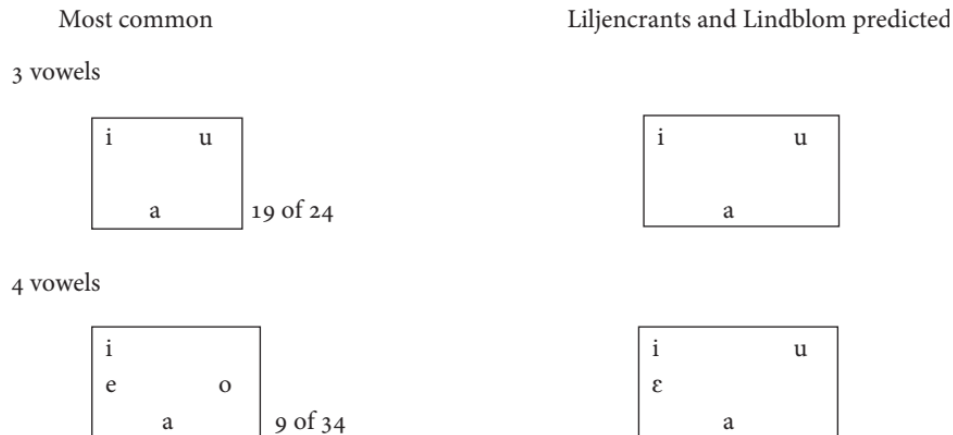 Most common Liljencrants and Lindblom predicted
3 vowels
i u i u
a 19 of 24 a
4 vowels
i i u
e o ɛ
a 9 of 34 a